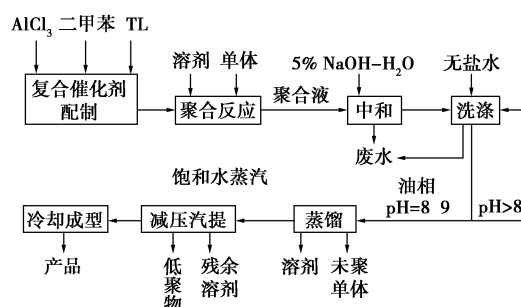 AlCl₃ 二甲苯 TL
复合催化剂
配制
溶剂 单体
聚合反应
聚合液
5% NaOH-H₂O
中和
废水
无盐水
洗涤
饱和水蒸汽
油相
pH=8 9
pH>8
冷却成型
减压汽提
蒸馏
产品
低聚物
残余溶剂
溶剂
未聚单体